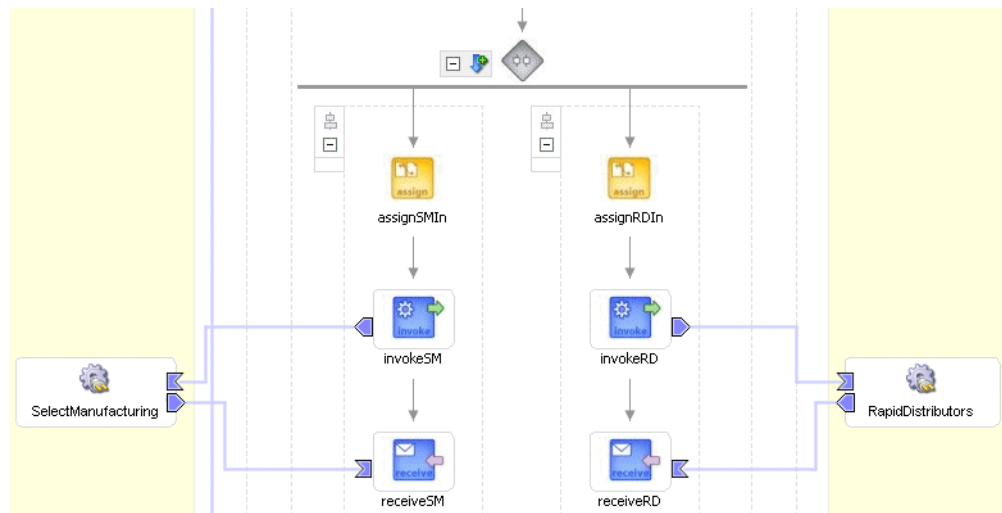 assign
assign
assignSMIn
assignRDIn
invoke
invoke
invokeSM
invokeRD
SelectManufacturing
RapidDistributors
receive
receive
receiveSM
receiveRD